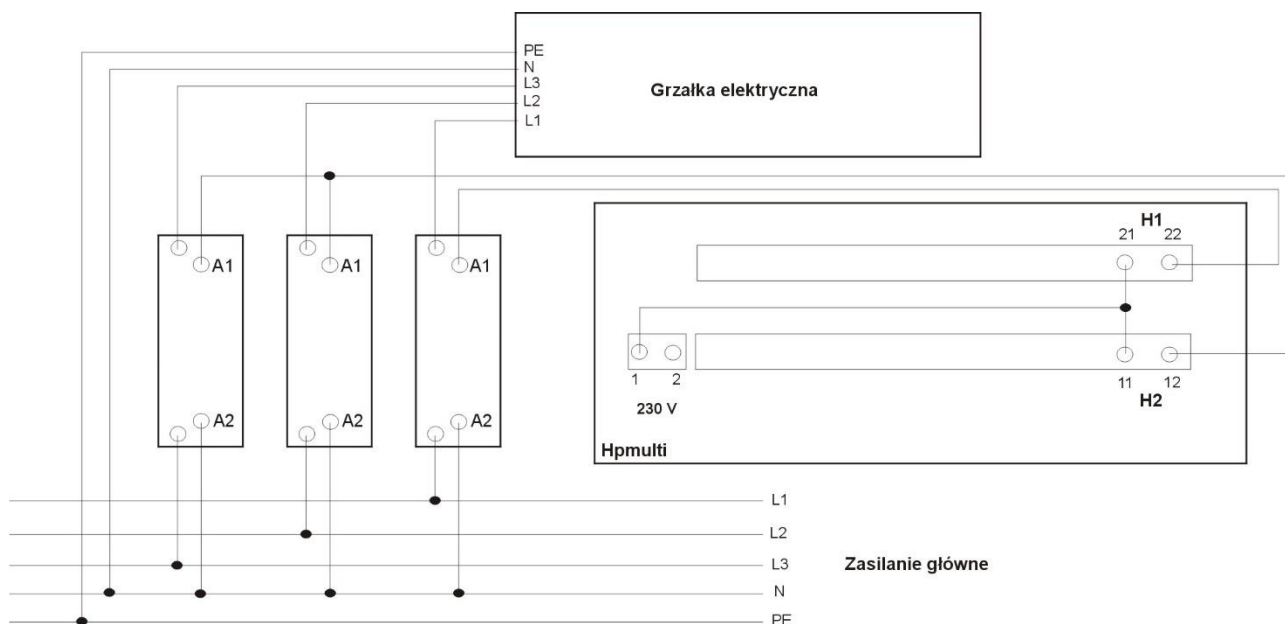 PE
N
L3
L2
L1
Grzałka elektryczna
A1
A1
A1
H1
21 22
1 2
11 12
230 V
H2
A2
A2
A2
Hpmulti
L1
L2
L3
Zasilanie główne
N
PE